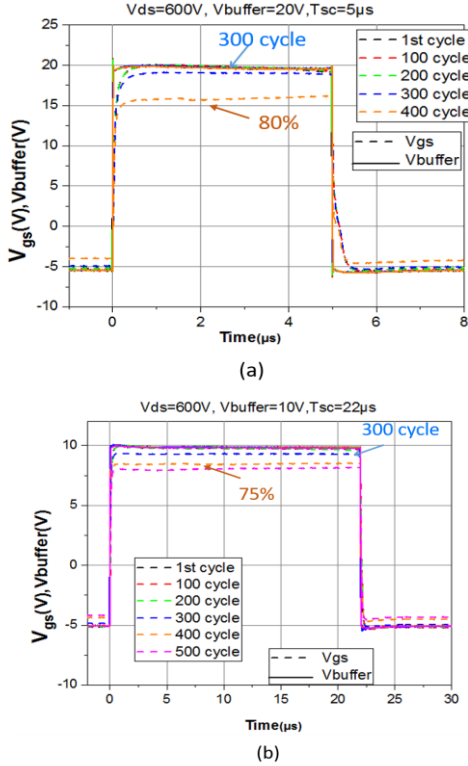 Vds=600V, Vbuffer=20V,Tsc=5µs
300 cycle
1st cycle
100 cycle
200 cycle
300 cycle
400 cycle
Vgs
Vbuffer
80%
25
20
15
10
5
0
-5
-10
Vgs(V),Vbuffer(V)
0 2 4 6 8
Time(µs)
(a)
Vds=600V, Vbuffer=10V,Tsc=22µs
300 cycle
75%
10
5
0
-5
-10
Vgs(V),Vbuffer(V)
1st cycle
100 cycle
200 cycle
300 cycle
400 cycle
500 cycle
Vgs
Vbuffer
0 5 10 15 20 25 30
Time(µs)
(b)